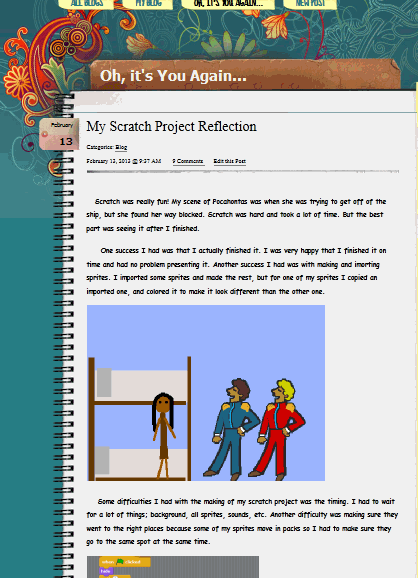 ALL BLOGS MY BLOG OH, IT'S YOU AGAIN... NEW POST
Oh, it's You Again...
February
13
My Scratch Project Reflection
Categories: Blog
February 13, 2013 @ 9:37 AM 9 Comments Edit this Post
Scratch was really fun! My scene of Pocahontas was when she was trying to get off of the
ship, but she found her way blocked. Scratch was hard and took a lot of time. But the best
part was seeing it after I finished.
One success I had was that I actually finished it. I was very happy that I finished it on
time and had no problem presenting it. Another success I had was with making and imorting
sprites. I imported some sprites and made the rest, but for one of my sprites I copied an
imported one, and colored it to make it look different than the other one.
Some difficulties I had with the making of my scratch project was the timing. I had to wait
for a lot of things; background, all sprites, sounds, etc. Another difficulty was making sure they
went to the right places because some of my sprites move in packs so I had to make sure they
go to the same spot at the same time.
when clicked
hide